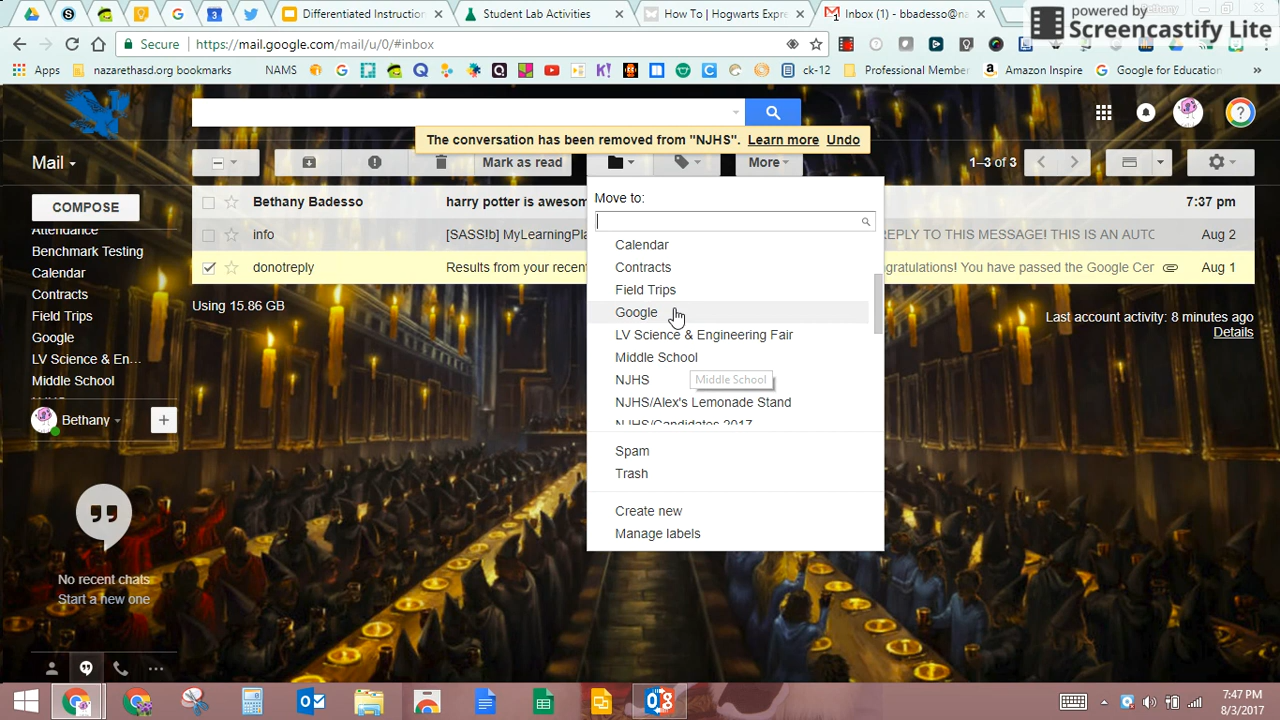 powered by
Screencastify Lite
Differentiated Instruction
Student Lab Activities
How To | Hogwarts Expr
Inbox (1) - bbadesso@na
Secure
https://mail.google.com/mail/u/0/#inbox
Apps
nazarethasd.org bookmarks
NAMS
K!
ck-12
Professional Member
Amazon Inspire
Google for Education
»
The conversation has been removed from "NJHS". Learn more Undo
Mail
Mark as read
More
1–3 of 3
COMPOSE
Attendance
Benchmark Testing
Calendar
Contracts
Field Trips
Google
LV Science & En...
Middle School
Bethany
No recent chats
Start a new one
Bethany Badesso
harry potter is aweso
7:37 pm
info
[SASS!b] MyLearningPla
REPLY TO THIS MESSAGE! THIS IS AN AUTC
Aug 2
donotreply
Results from your recen
gratulations! You have passed the Google Cer
Aug 1
Using 15.86 GB
Last account activity: 8 minutes ago
Details
Move to:
Calendar
Contracts
Field Trips
Google
LV Science & Engineering Fair
Middle School
NJHS
Middle School
NJHS/Alex's Lemonade Stand
NJHS/Candidates 2017
Spam
Trash
Create new
Manage labels
7:47 PM
8/3/2017